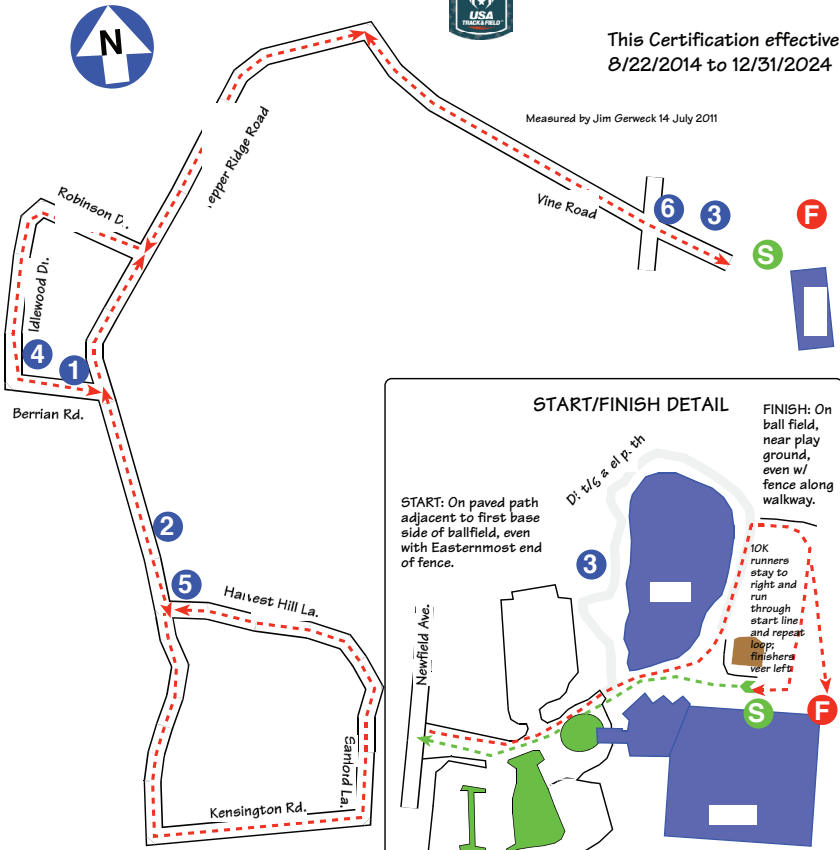 N
USA
TRACK & FIELD
This Certification effective
8/22/2014 to 12/31/2024
Measured by Jim Gerweck 14 July 2011
epper Ridge Road
Robinson D
Idlewood D
Vine Road
6
3
F
S
4
1
Berrian Rd.
2
5
Harvest Hill La.
Sanford La.
Kensington Rd.
START/FINISH DETAIL
FINISH: On
ball field,
near play
ground,
even w/
fence along
walkway.
START: On paved path
adjacent to first base
side of ballfield, even
with Easternmost end
of fence.
3
10K
runners
stay to
right and
run
through
start line
and repeat
loop;
finishers
veer left
Newfield Ave.
S
F